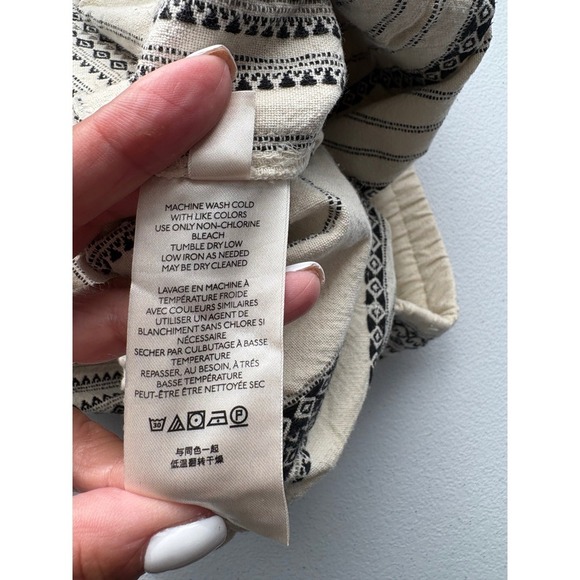 MACHINE WASH COLD
WITH LIKE COLORS
USE ONLY NON-CHLORINE
BLEACH
TUMBLE DRY LOW
LOW IRON AS NEEDED
MAY BE DRY CLEANED
LAVAGE EN MACHINE À
TEMPÉRATURE FROIDE
AVEC COULEURS SIMILAIRES
UTILISER UN AGENT DE
BLANCHIMENT SANS CHLORE SI
NÉCESSAIRE
SECHER PAR CULBUTAGE À BASSE
TEMPERATURE
REPASSER, AU BESOIN, À TRÉS
BASSE TEMPÉRATURE
PEUT-ÊTRE ÊTRE NETTOYÉE SEC
30 P
与同色一起
低温翻转干燥